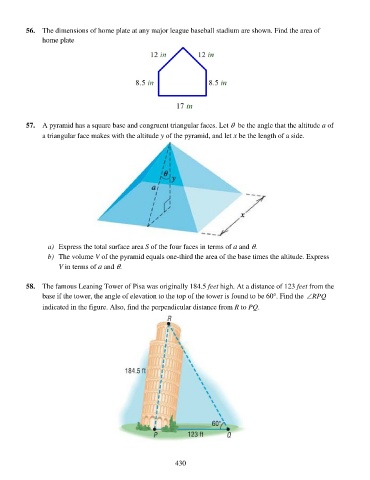 56. The dimensions of home plate at any major league baseball stadium are shown. Find the area of
home plate
12 in 12 in
8.5 in 8.5 in
17 in
57. A pyramid has a square base and congruent triangular faces. Let θ be the angle that the altitude a of
a triangular face makes with the altitude y of the pyramid, and let x be the length of a side.
θ
y
a
x
a) Express the total surface area S of the four faces in terms of a and θ.
b) The volume V of the pyramid equals one-third the area of the base times the altitude. Express
V in terms of a and θ.
58. The famous Leaning Tower of Pisa was originally 184.5 feet high. At a distance of 123 feet from the
base if the tower, the angle of elevation to the top of the tower is found to be 60°. Find the ∠RPQ
indicated in the figure. Also, find the perpendicular distance from R to PQ.
R
184.5 ft
60°
P 123 ft Q
430